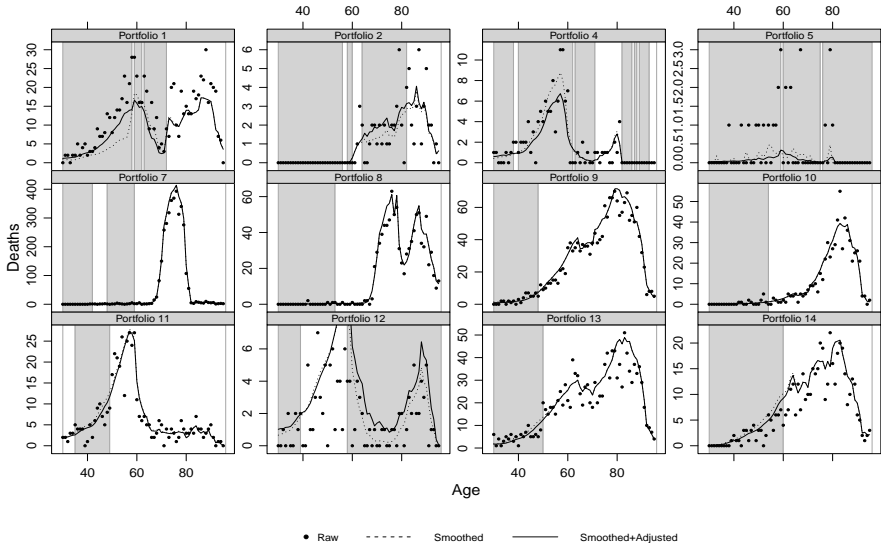 40 60 80 40 60 80
Portfolio 1 Portfolio 2 Portfolio 4 Portfolio 5
30 25 20 15 10 5 0
6 5 4 3 2 1 0
10 8 6 4 2 0
3.0 2.5 2.0 1.5 1.0 0.5 0.0
Portfolio 7 Portfolio 8 Portfolio 9 Portfolio 10
400 300 200 100 0
60 40 20 0
60 40 20 0
50 40 30 20 10 0
Deaths
Portfolio 11 Portfolio 12 Portfolio 13 Portfolio 14
25 20 15 10 5 0
6 4 2 0
50 40 30 20 10 0
20 15 10 5 0
40 60 80 40 60 80
Age
Raw Smoothed Smoothed+Adjusted